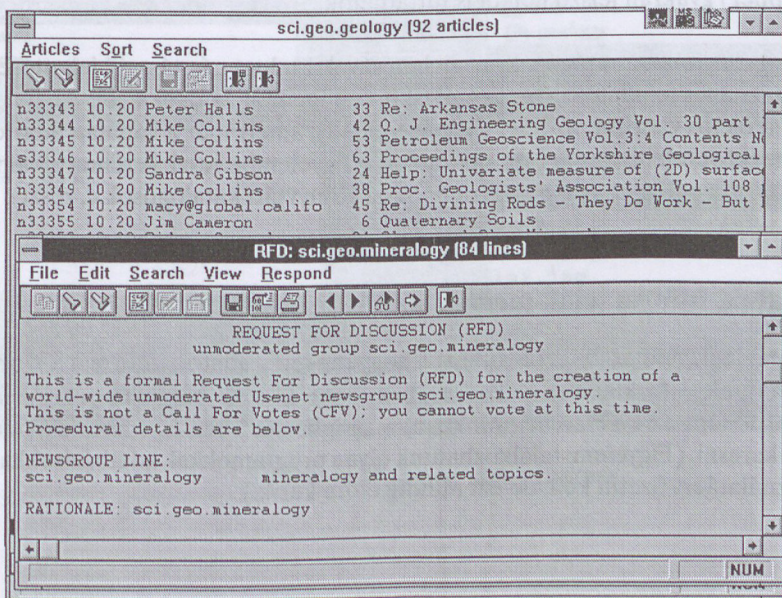 sci.geo.geology (92 articles)
Articles Sort Search
n33343 10.20 Peter Halls 33 Re: Arkansas Stone
n33344 10.20 Mike Collins 42 Q. J. Engineering Geology Vol. 30 part
n33345 10.20 Mike Collins 53 Petroleum Geoscience Vol.3:4 Contents No
s33346 10.20 Mike Collins 63 Proceedings of the Yorkshire Geological
n33347 10.20 Sandra Gibson 24 Help: Univariate measure of (2D) surfac
n33349 10.20 Mike Collins 38 Proc. Geologists' Association Vol. 108
n33354 10.20 macy@global.califo 45 Re: Divining Rods - They Do Work - But
n33355 10.20 Jim Cameron 6 Quaternary Soils
RFD: sci.geo.mineralogy (84 lines)
File Edit Search View Respond
REQUEST FOR DISCUSSION (RFD)
unmoderated group sci.geo.mineralogy
This is a formal Request For Discussion (RFD) for the creation of a
world-wide unmoderated Usenet newsgroup sci.geo.mineralogy.
This is not a Call For Votes (CFV); you cannot vote at this time.
Procedural details are below.
NEWSGROUP LINE:
sci.geo.mineralogy mineralogy and related topics.
RATIONALE: sci.geo.mineralogy
NUM